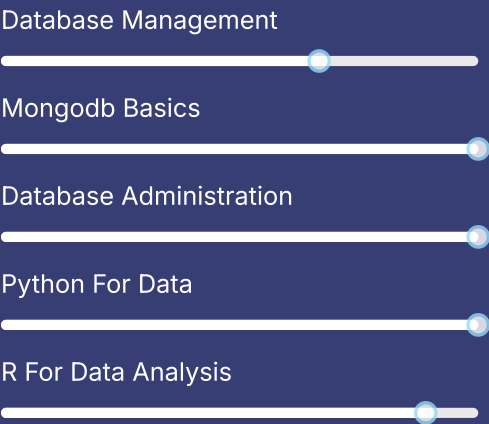 Database Management
Mongodb Basics
Database Administration
Python For Data
R For Data Analysis